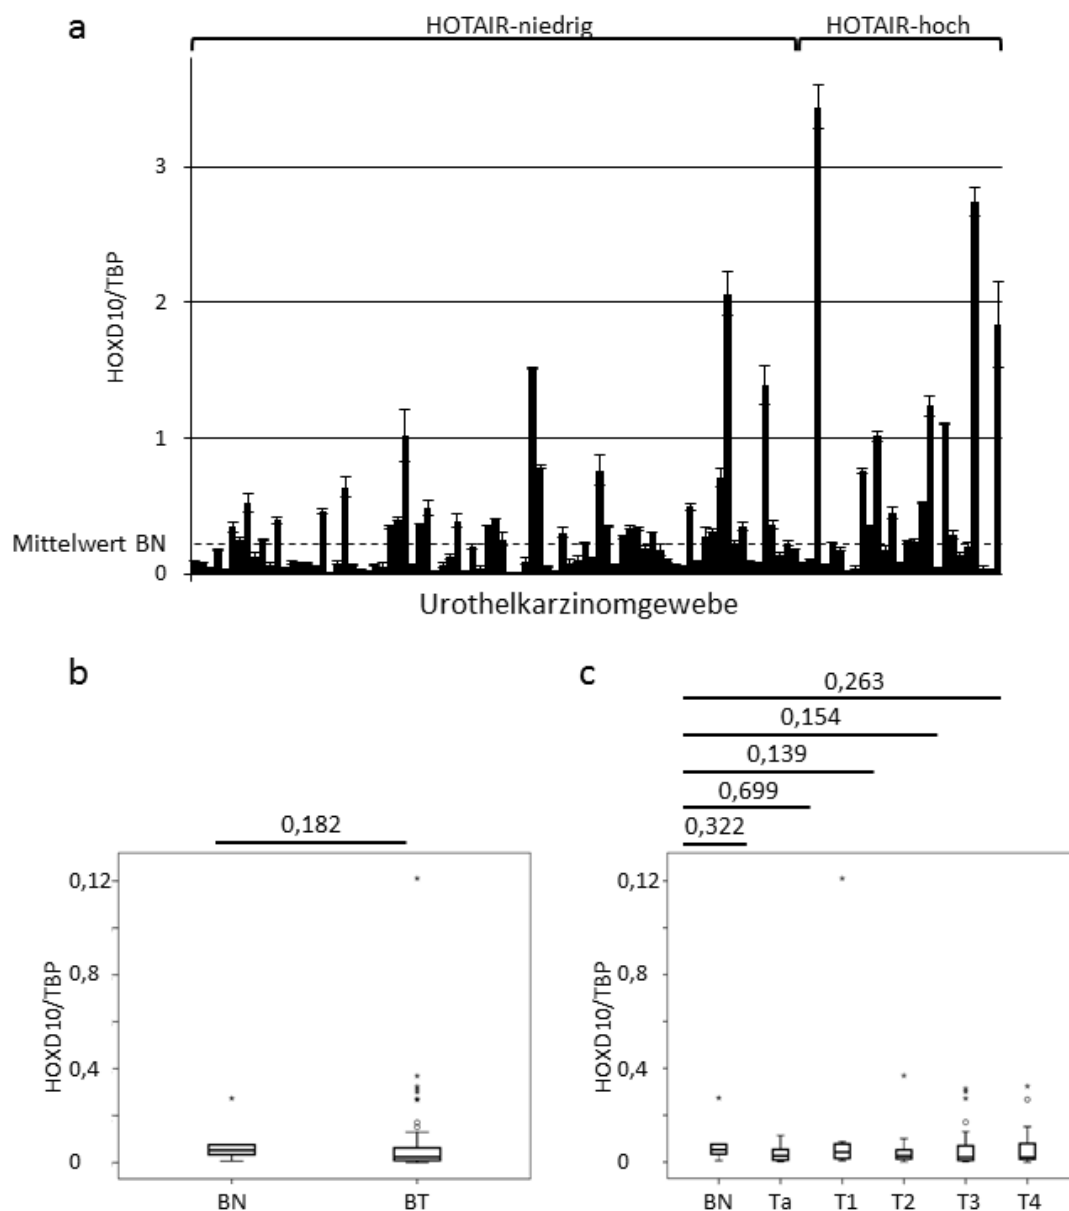 a
HOTAIR-niedrig
HOTAIR-hoch
HOXD10/TBP
3
2
1
Mittelwert BN
0
Urothelkarzinomgewebe
b
0,182
HOXD10/TBP
0,12
0,8
0,4
0
BN BT
c
0,263
0,154
0,139
0,699
0,322
HOXD10/TBP
0,12
0,8
0,4
0
BN Ta T1 T2 T3 T4